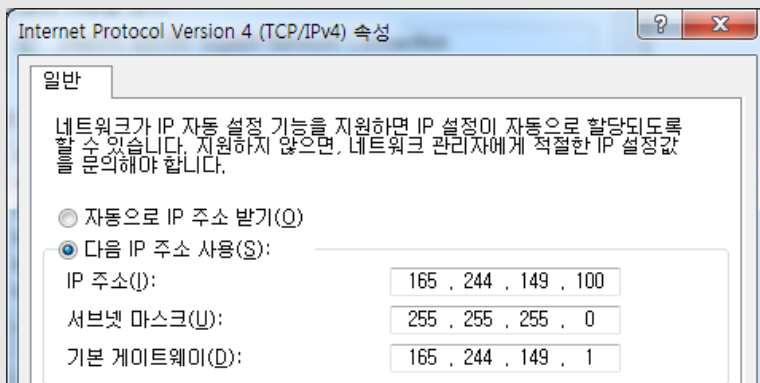 Internet Protocol Version 4 (TCP/IPv4) 속성
일반
네트워크가 IP 자동 설정 기능을 지원하면 IP 설정이 자동으로 할당되도록
할 수 있습니다. 지원하지 않으면, 네트워크 관리자에게 적절한 IP 설정값
을 문의해야 합니다.
자동으로 IP 주소 받기(O)
다음 IP 주소 사용(S):
IP 주소(I): 165 . 244 . 149 . 100
서브넷 마스크(U): 255 . 255 . 255 . 0
기본 게이트웨이(D): 165 . 244 . 149 . 1